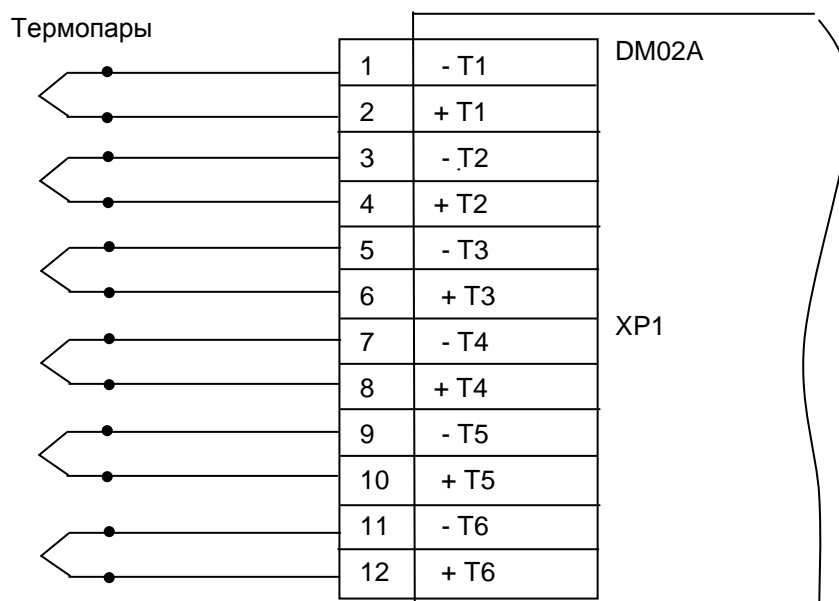 Термопары
DM02A
1 - T1
2 + T1
3 - T2
4 + T2
5 - T3
6 + T3
XP1
7 - T4
8 + T4
9 - T5
10 + T5
11 - T6
12 + T6